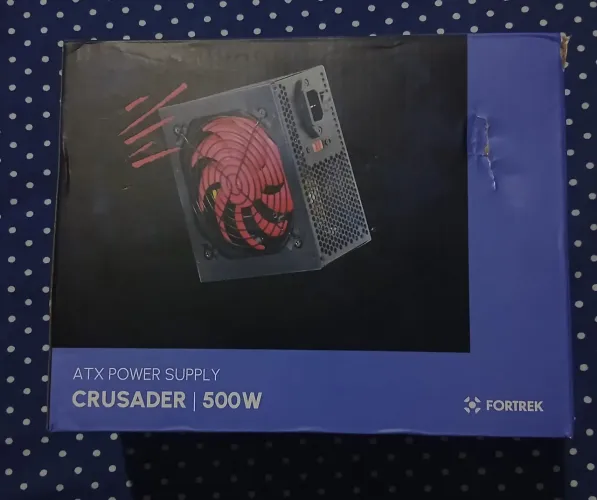 ATX POWER SUPPLY
CRUSADER | 500W
FORTREK